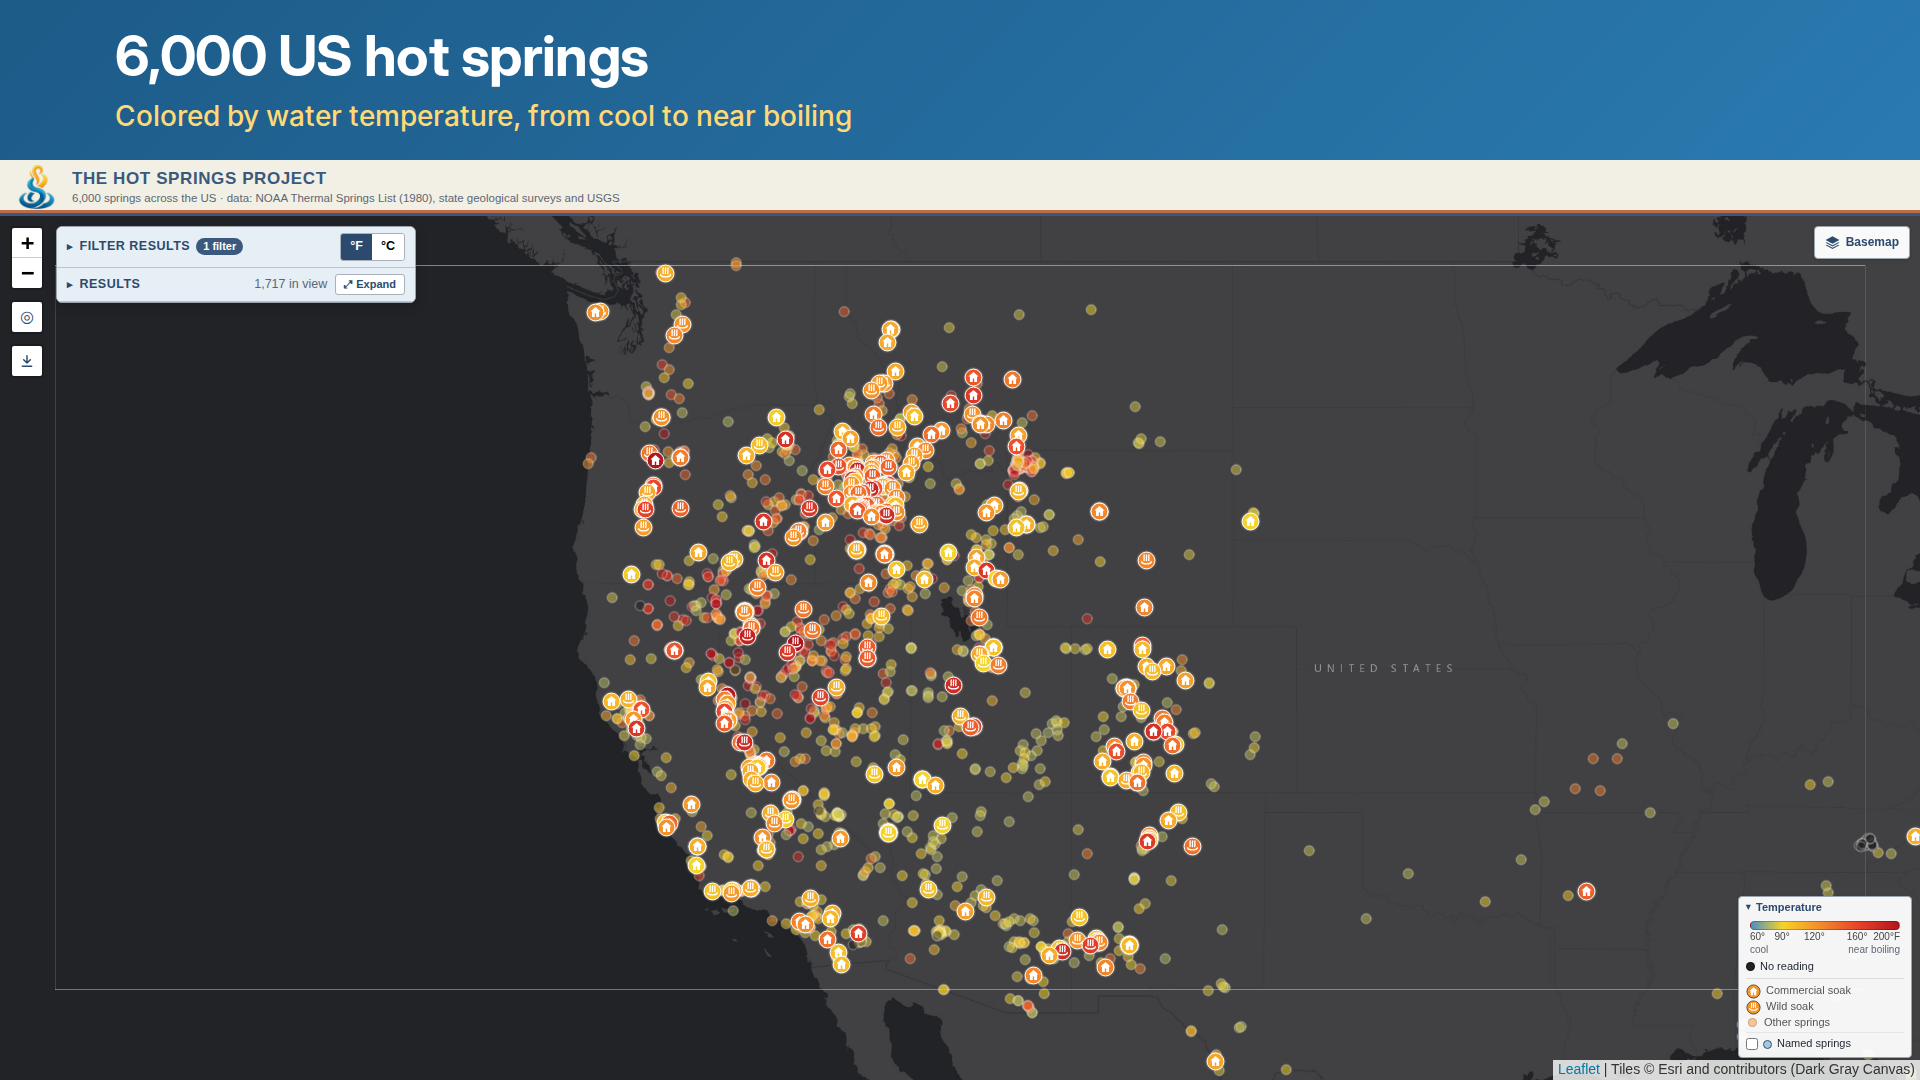 6,000 US hot springs
Colored by water temperature, from cool to near boiling
THE HOT SPRINGS PROJECT
6,000 springs across the US · data: NOAA Thermal Springs List (1980), state geological surveys and USGS
+
−
▸ FILTER RESULTS 1 filter °F °C
▸ RESULTS 1,717 in view Expand
Basemap
UNITED STATES
▾ Temperature
60° 90° 120° 160° 200°F
cool near boiling
No reading
Commercial soak
Wild soak
Other springs
Named springs
Leaflet | Tiles © Esri and contributors (Dark Gray Canvas)